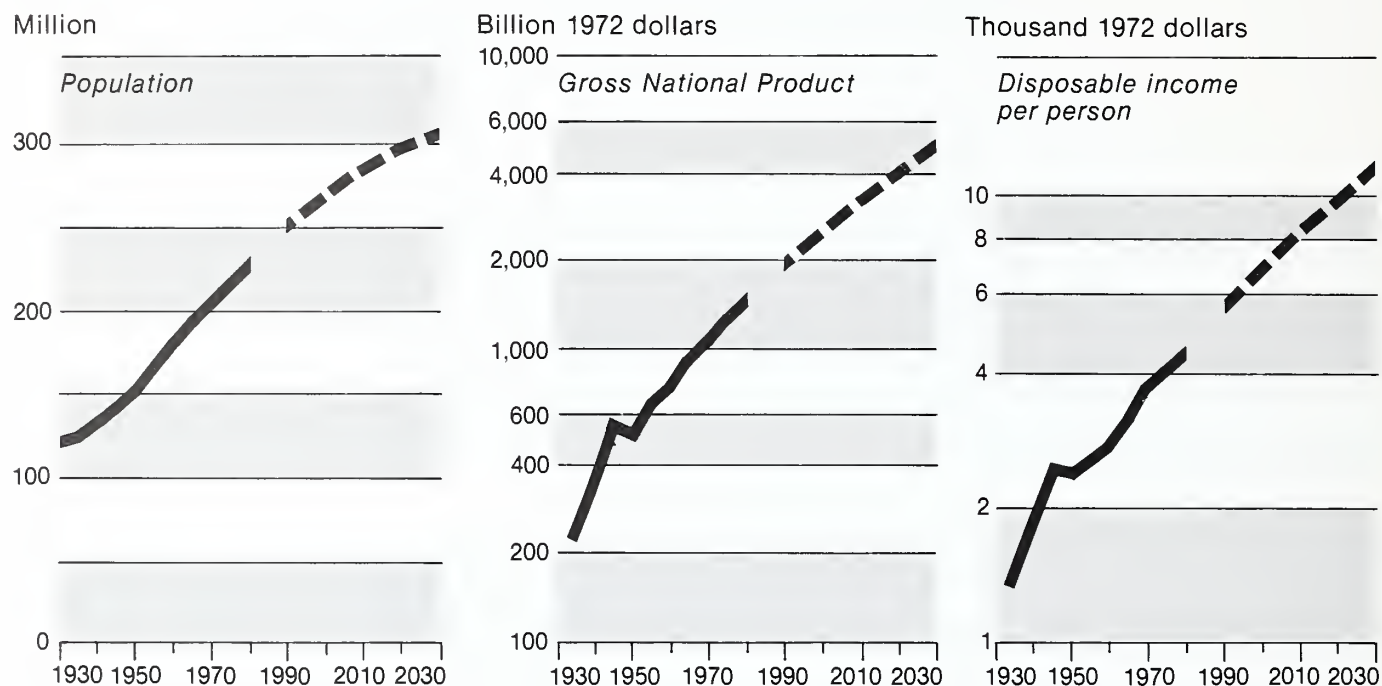 Million
Population
300
200
100
0
1930 1950 1970 1990 2010 2030
Billion 1972 dollars
10,000
Gross National Product
6,000
4,000
2,000
1,000
600
400
200
100
1930 1950 1970 1990 2010 2030
Thousand 1972 dollars
Disposable income
per person
10
8
6
4
2
1
1930 1950 1970 1990 2010 2030